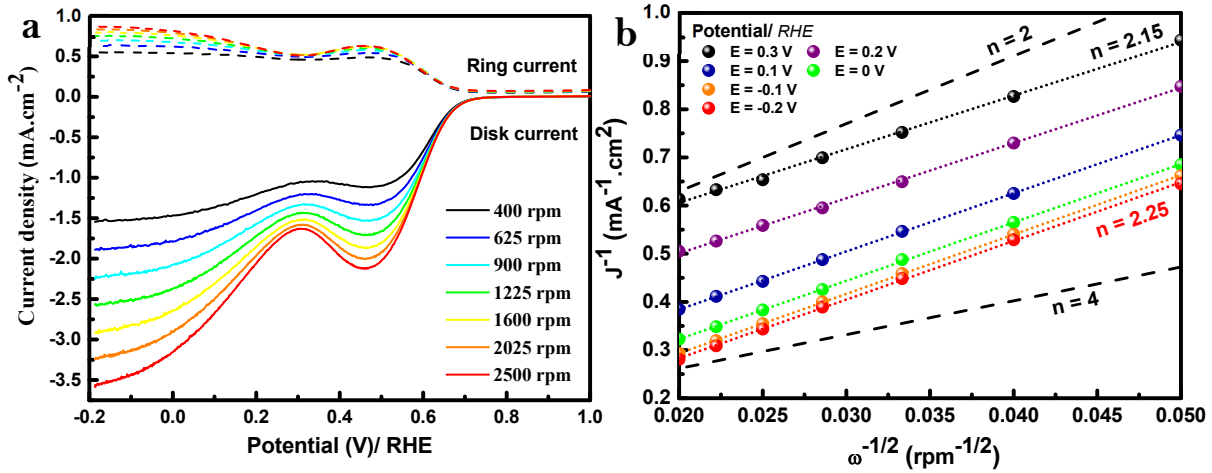 a
Current density (mA.cm⁻²)
1.0
0.5
0.0
-0.5
-1.0
-1.5
-2.0
-2.5
-3.0
-3.5
Ring current
Disk current
400 rpm
625 rpm
900 rpm
1225 rpm
1600 rpm
2025 rpm
2500 rpm
-0.2 0.0 0.2 0.4 0.6 0.8 1.0
Potential (V)/ RHE
b
J⁻¹ (mA⁻¹.cm²)
1.0
0.9
0.8
0.7
0.6
0.5
0.4
0.3
0.2
Potential/ RHE
E = 0.3 V E = 0.2 V
E = 0.1 V E = 0 V
E = -0.1 V
E = -0.2 V
n = 2
n = 2.15
n = 2.25
n = 4
0.020 0.025 0.030 0.035 0.040 0.045 0.050
ω⁻¹/² (rpm⁻¹/²)